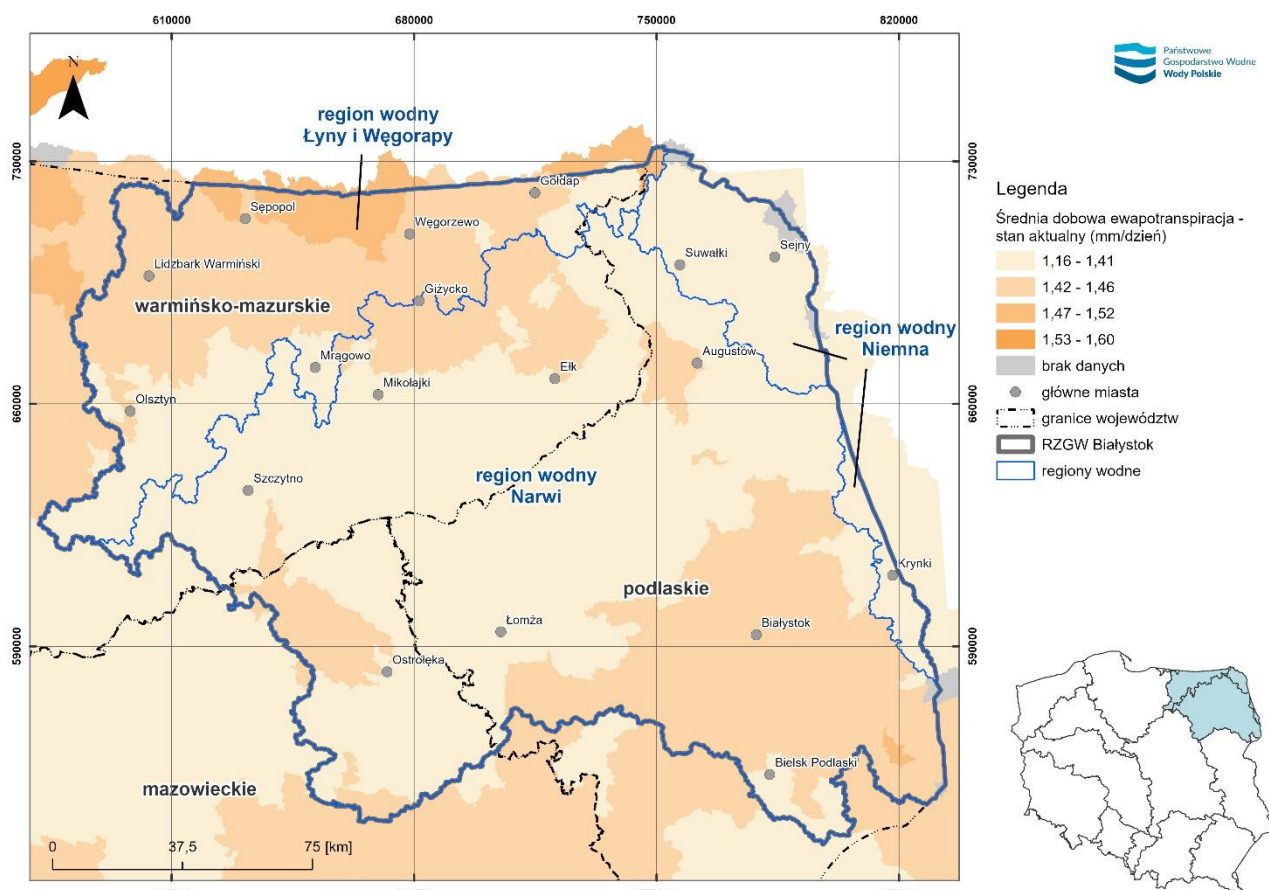 610000
680000
750000
820000
N
region wodny
Łyny i Węgorapy
730000
730000
Gołdap
Sępopol
Węgorzewo
Sejny
Suwałki
Lidzbark Warmiński
Giżycko
warmińsko-mazurskie
region wodny
Niemna
Mrągowo
Augustów
Ełk
Mikołajki
Olsztyn
660000
660000
region wodny
Narwi
Szczytno
Krynki
podlaskie
Łomża
Białystok
590000
590000
Ostrołęka
Bielsk Podlaski
mazowieckie
0
37,5
75 [km]
Państwowe
Gospodarstwo Wodne
Wody Polskie
Legenda
Średnia dobowa ewapotranspiracja -
stan aktualny (mm/dzień)
1,16 - 1,41
1,42 - 1,46
1,47 - 1,52
1,53 - 1,60
brak danych
główne miasta
granice województw
RZGW Białystok
regiony wodne